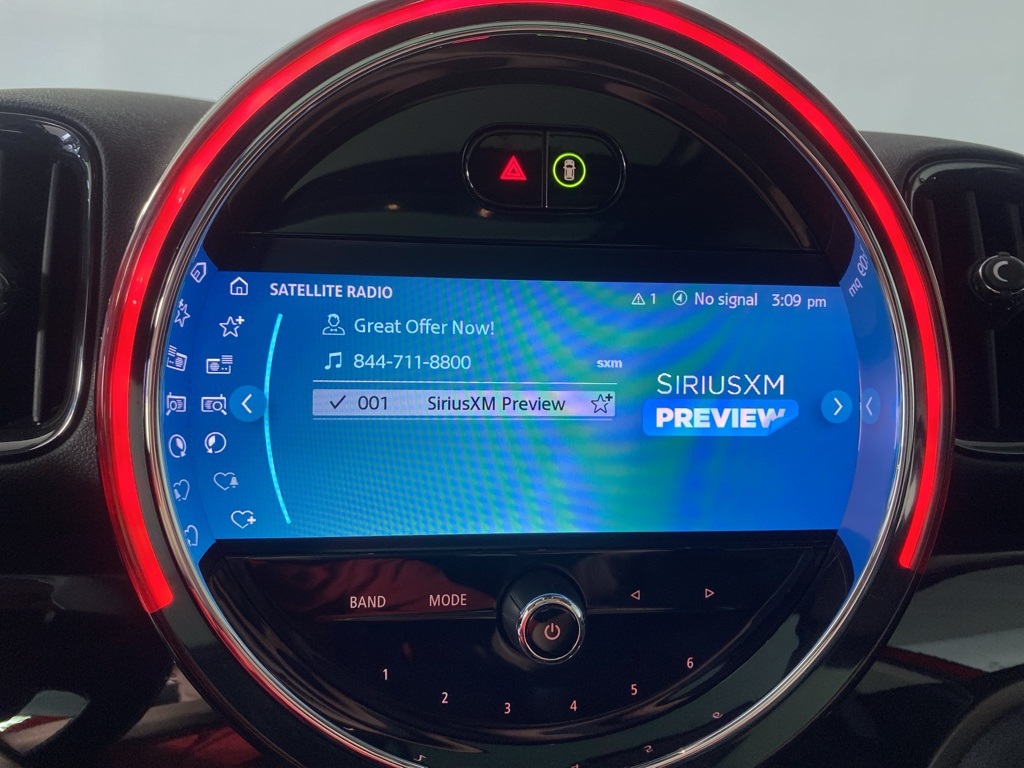 SATELLITE RADIO
1 No signal 3:09 pm
Great Offer Now!
844-711-8800 sxm
001 SiriusXM Preview
SIRIUSXM
PREVIEW
BAND MODE
1 2 3 4 5 6